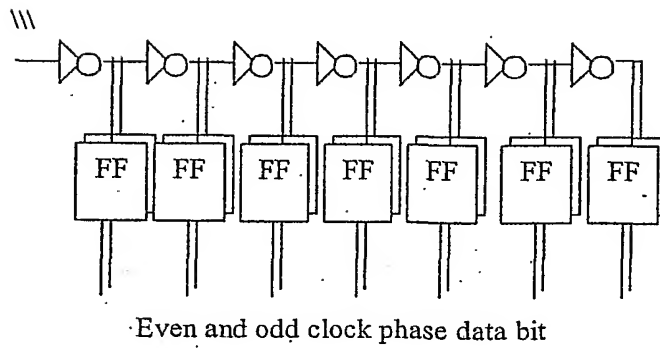 \\\
FF FF FF FF FF FF FF
Even and odd clock phase data bit